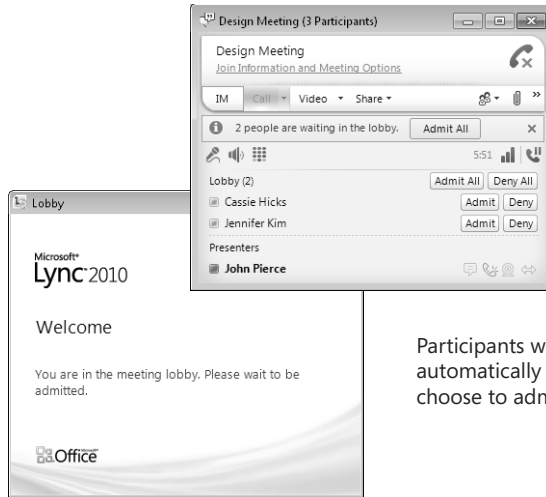 Design Meeting (3 Participants)
Design Meeting
Join Information and Meeting Options
IM Call Video Share
2 people are waiting in the lobby. Admit All
5:51
Lobby (2) Admit All Deny All
Cassie Hicks Admit Deny
Jennifer Kim Admit Deny
Presenters
John Pierce
Lobby
Microsoft®
Lync™2010
Welcome
You are in the meeting lobby. Please wait to be
admitted.
Office
Participants w
automatically
choose to adm